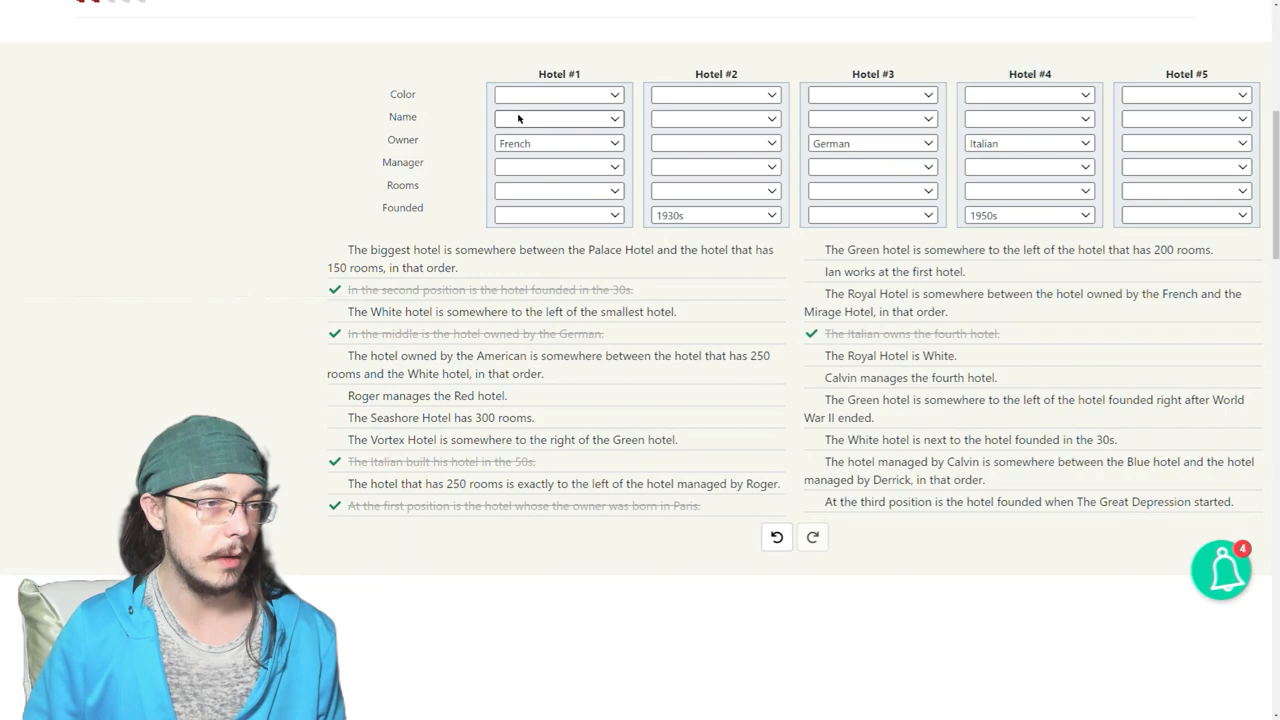 Hotel #1 Hotel #2 Hotel #3 Hotel #4 Hotel #5
Color
Name
Owner French German Italian
Manager
Rooms
Founded 1930s 1950s
The biggest hotel is somewhere between the Palace Hotel and the hotel that has
150 rooms, in that order.
In the second position is the hotel founded in the 30s.
The White hotel is somewhere to the left of the smallest hotel.
In the middle is the hotel owned by the German.
The hotel owned by the American is somewhere between the hotel that has 250
rooms and the White hotel, in that order.
Roger manages the Red hotel.
The Seashore Hotel has 300 rooms.
The Vortex Hotel is somewhere to the right of the Green hotel.
The Italian built his hotel in the 50s.
The hotel that has 250 rooms is exactly to the left of the hotel managed by Roger.
At the first position is the hotel whose the owner was born in Paris.
The Green hotel is somewhere to the left of the hotel that has 200 rooms.
Ian works at the first hotel.
The Royal Hotel is somewhere between the hotel owned by the French and the
Mirage Hotel, in that order.
The Italian owns the fourth hotel.
The Royal Hotel is White.
Calvin manages the fourth hotel.
The Green hotel is somewhere to the left of the hotel founded right after World
War II ended.
The White hotel is next to the hotel founded in the 30s.
The hotel managed by Calvin is somewhere between the Blue hotel and the hotel
managed by Derrick, in that order.
At the third position is the hotel founded when The Great Depression started.
4